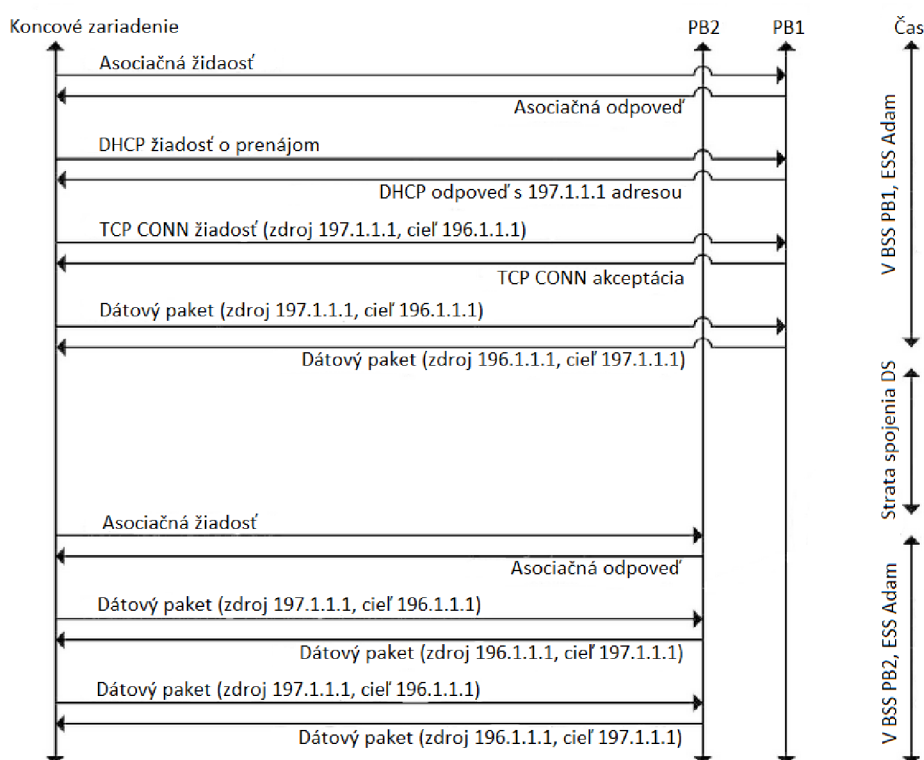 Koncové zariadenie
PB2
PB1
Čas
Asociačná židaosť
Asociačná odpoveď
DHCP žiadosť o prenájom
DHCP odpoveď s 197.1.1.1 adresou
TCP CONN žiadosť (zdroj 197.1.1.1, cieľ 196.1.1.1)
TCP CONN akceptácia
Dátový paket (zdroj 197.1.1.1, cieľ 196.1.1.1)
Dátový paket (zdroj 196.1.1.1, cieľ 197.1.1.1)
V BSS PB1, ESS Adam
Strata spojenia DS
Asociačná žiadosť
Asociačná odpoveď
Dátový paket (zdroj 197.1.1.1, cieľ 196.1.1.1)
Dátový paket (zdroj 196.1.1.1, cieľ 197.1.1.1)
Dátový paket (zdroj 197.1.1.1, cieľ 196.1.1.1)
Dátový paket (zdroj 196.1.1.1, cieľ 197.1.1.1)
V BSS PB2, ESS Adam